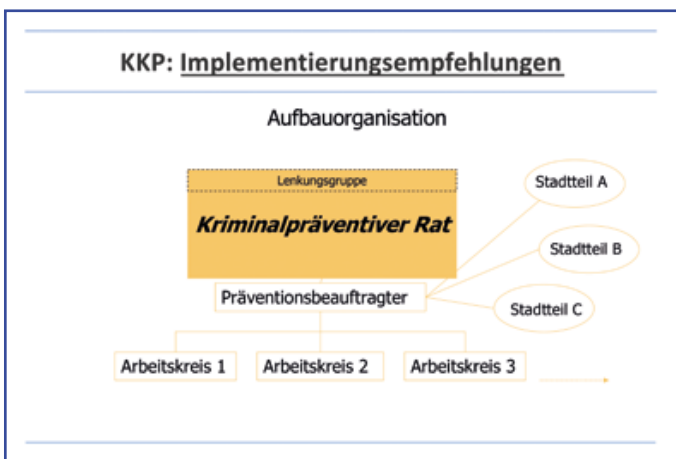 KKP: Implementierungsempfehlungen
Aufbauorganisation
Lenkungsgruppe
Kriminalpräventiver Rat
Stadtteil A
Stadtteil B
Präventionsbeauftragter
Stadtteil C
Arbeitskreis 1
Arbeitskreis 2
Arbeitskreis 3